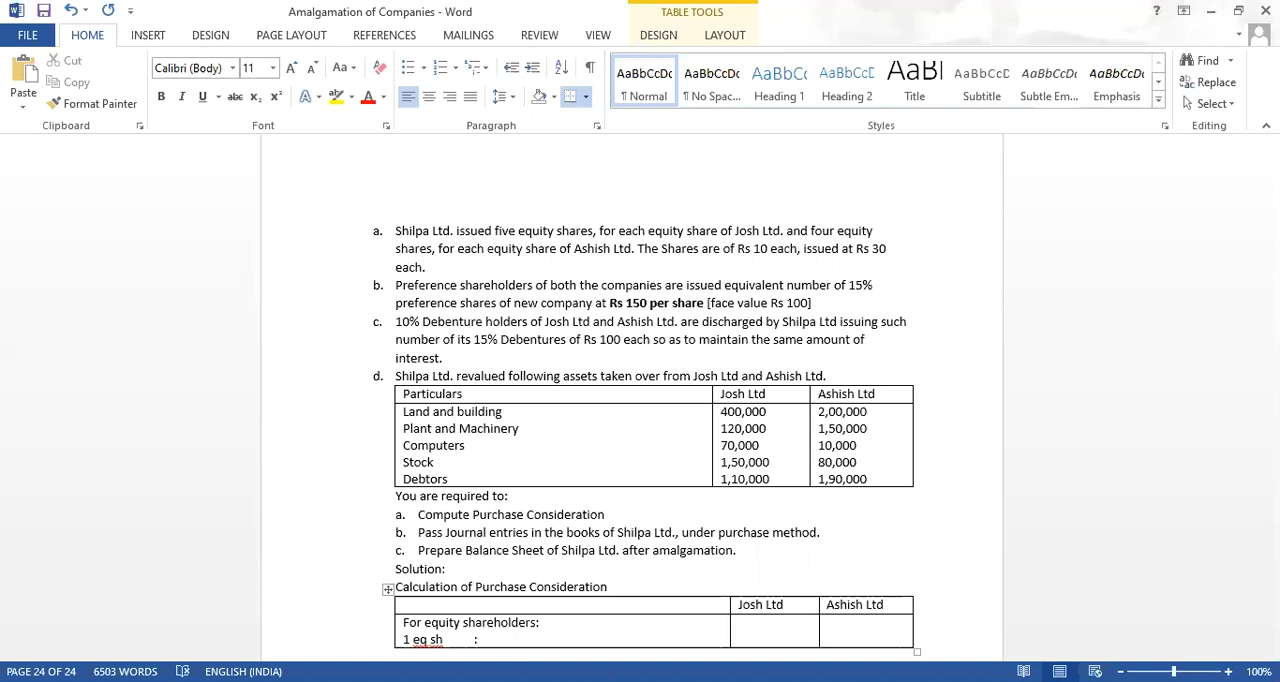 Amalgamation of Companies - Word
TABLE TOOLS
?
FILE HOME INSERT DESIGN PAGE LAYOUT REFERENCES MAILINGS REVIEW VIEW DESIGN LAYOUT
Paste
Cut
Copy
Format Painter
Clipboard
Calibri (Body) 11
Font
Paragraph
AaBbCcDc AaBbCcDc AaBbCc AaBbCcD AaBl AaBbCcD AaBbCcDc AaBbCcDc
¶ Normal ¶ No Spac... Heading 1 Heading 2 Title Subtitle Subtle Em... Emphasis
Styles
Find
Replace
Select
Editing
a. Shilpa Ltd. issued five equity shares, for each equity share of Josh Ltd. and four equity
shares, for each equity share of Ashish Ltd. The Shares are of Rs 10 each, issued at Rs 30
each.
b. Preference shareholders of both the companies are issued equivalent number of 15%
preference shares of new company at Rs 150 per share [face value Rs 100]
c. 10% Debenture holders of Josh Ltd and Ashish Ltd. are discharged by Shilpa Ltd issuing such
number of its 15% Debentures of Rs 100 each so as to maintain the same amount of
interest.
d. Shilpa Ltd. revalued following assets taken over from Josh Ltd and Ashish Ltd.
Particulars Josh Ltd Ashish Ltd
Land and building 400,000 2,00,000
Plant and Machinery 120,000 1,50,000
Computers 70,000 10,000
Stock 1,50,000 80,000
Debtors 1,10,000 1,90,000
You are required to:
a. Compute Purchase Consideration
b. Pass Journal entries in the books of Shilpa Ltd., under purchase method.
c. Prepare Balance Sheet of Shilpa Ltd. after amalgamation.
Solution:
Calculation of Purchase Consideration
Josh Ltd Ashish Ltd
For equity shareholders:
1 eq sh :
PAGE 24 OF 24 6503 WORDS ENGLISH (INDIA) 100%